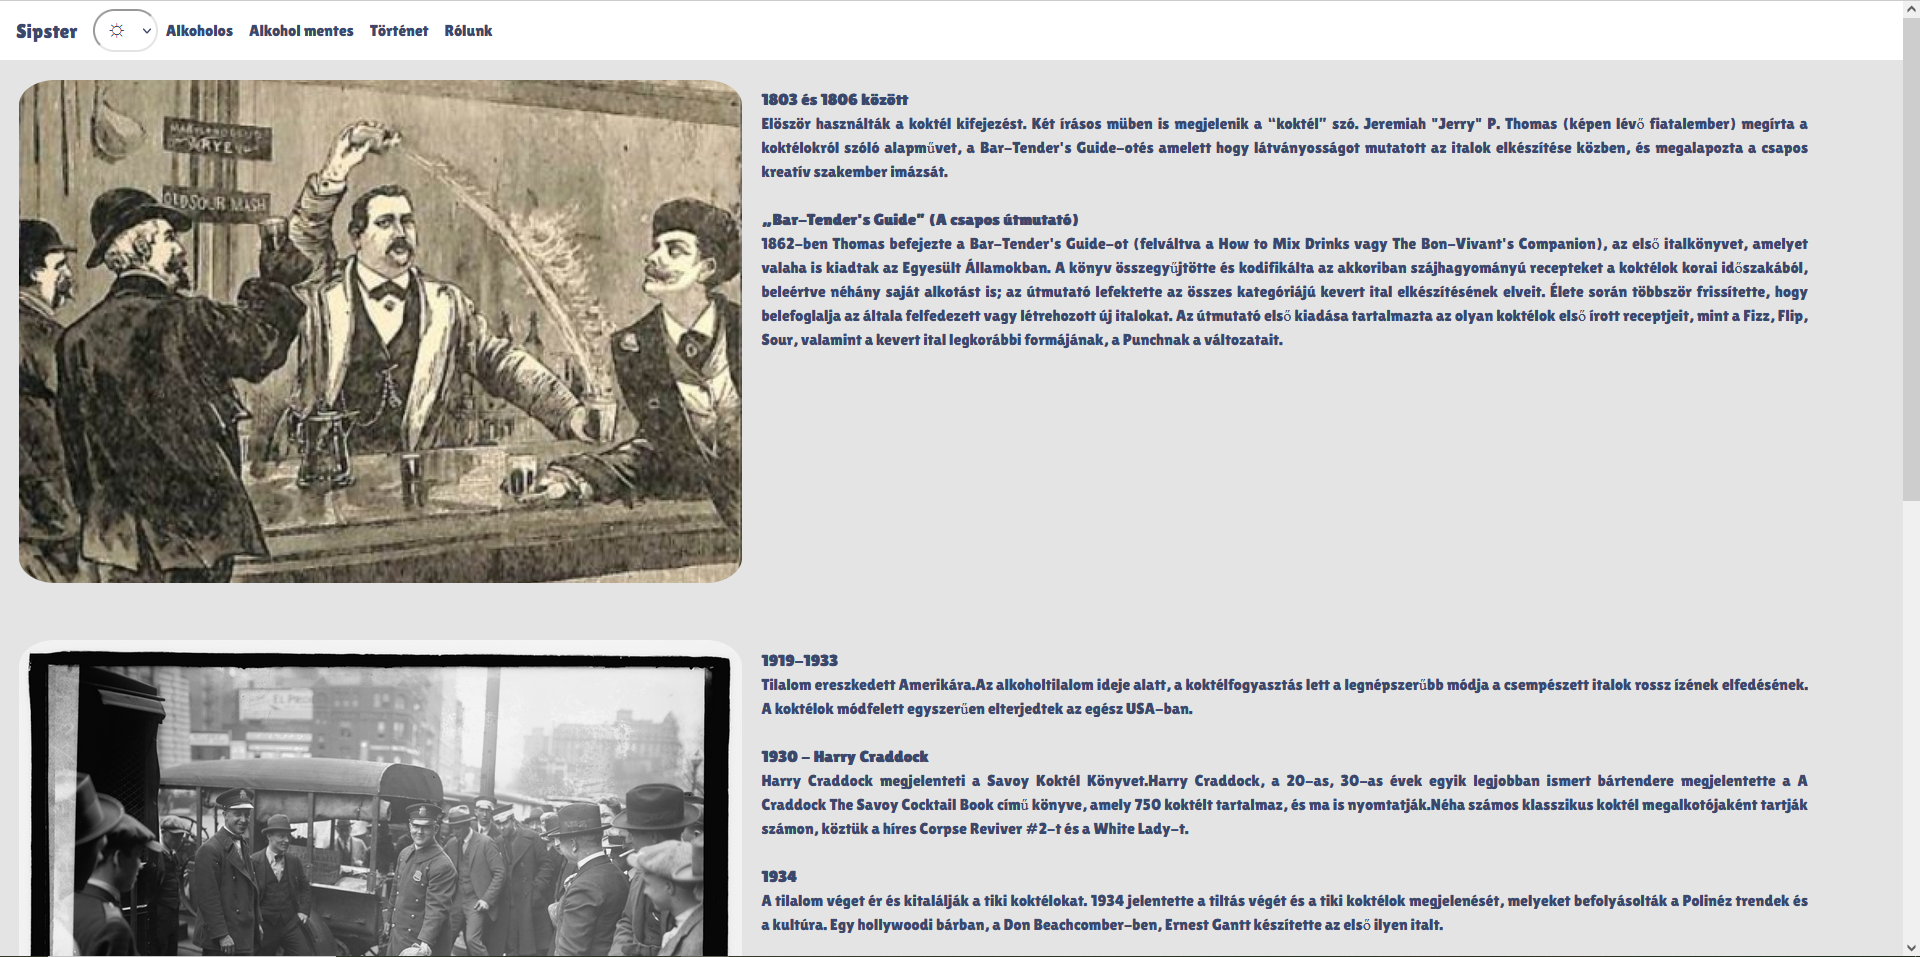 Sipster Alkoholos Alkohol mentes Történet Rólunk
RYE
OLD SOUR MASH
1803 és 1806 között
Elöször használták a koktél kifejezést. Két írásos müben is megjelenik a “koktél” szó. Jeremiah "Jerry" P. Thomas (képen lévő fiatalember) megírta a
koktélokról szóló alapművet, a Bar-Tender's Guide-otés amelett hogy látványosságot mutatott az italok elkészítése közben, és megalapozta a csapos
kreatív szakember imázsát.
„Bar-Tender's Guide” (A csapos útmutató)
1862-ben Thomas befejezte a Bar-Tender's Guide-ot (felváltva a How to Mix Drinks vagy The Bon-Vivant's Companion), az első italkönyvet, amelyet
valaha is kiadtak az Egyesült Államokban. A könyv összegyűjtötte és kodifikálta az akkoriban szájhagyományú recepteket a koktélok korai időszakából,
beleértve néhány saját alkotást is; az útmutató lefektette az összes kategóriájú kevert ital elkészítésének elveit. Élete során többször frissítette, hogy
belefoglalja az általa felfedezett vagy létrehozott új italokat. Az útmutató első kiadása tartalmazta az olyan koktélok első írott receptjeit, mint a Fizz, Flip,
Sour, valamint a kevert ital legkorábbi formájának, a Punchnak a változatait.
1919-1933
Tilalom ereszkedett Amerikára.Az alkoholtilalom ideje alatt, a koktélfogyasztás lett a legnépszerűbb módja a csempészett italok rossz ízének elfedésének.
A koktélok módfelett egyszerűen elterjedtek az egész USA-ban.
1930 - Harry Craddock
Harry Craddock megjelenteti a Savoy Koktél Könyvet.Harry Craddock, a 20-as, 30-as évek egyik legjobban ismert bártendere megjelentette a A
Craddock The Savoy Cocktail Book című könyve, amely 750 koktélt tartalmaz, és ma is nyomtatják.Néha számos klasszikus koktél megalkotójaként tartják
számon, köztük a híres Corpse Reviver #2-t és a White Lady-t.
1934
A tilalom véget ér és kitalálják a tiki koktélokat. 1934 jelentette a tiltás végét és a tiki koktélok megjelenését, melyeket befolyásolták a Polinéz trendek és
a kultúra. Egy hollywoodi bárban, a Don Beachcomber-ben, Ernest Gantt készítette az első ilyen italt.